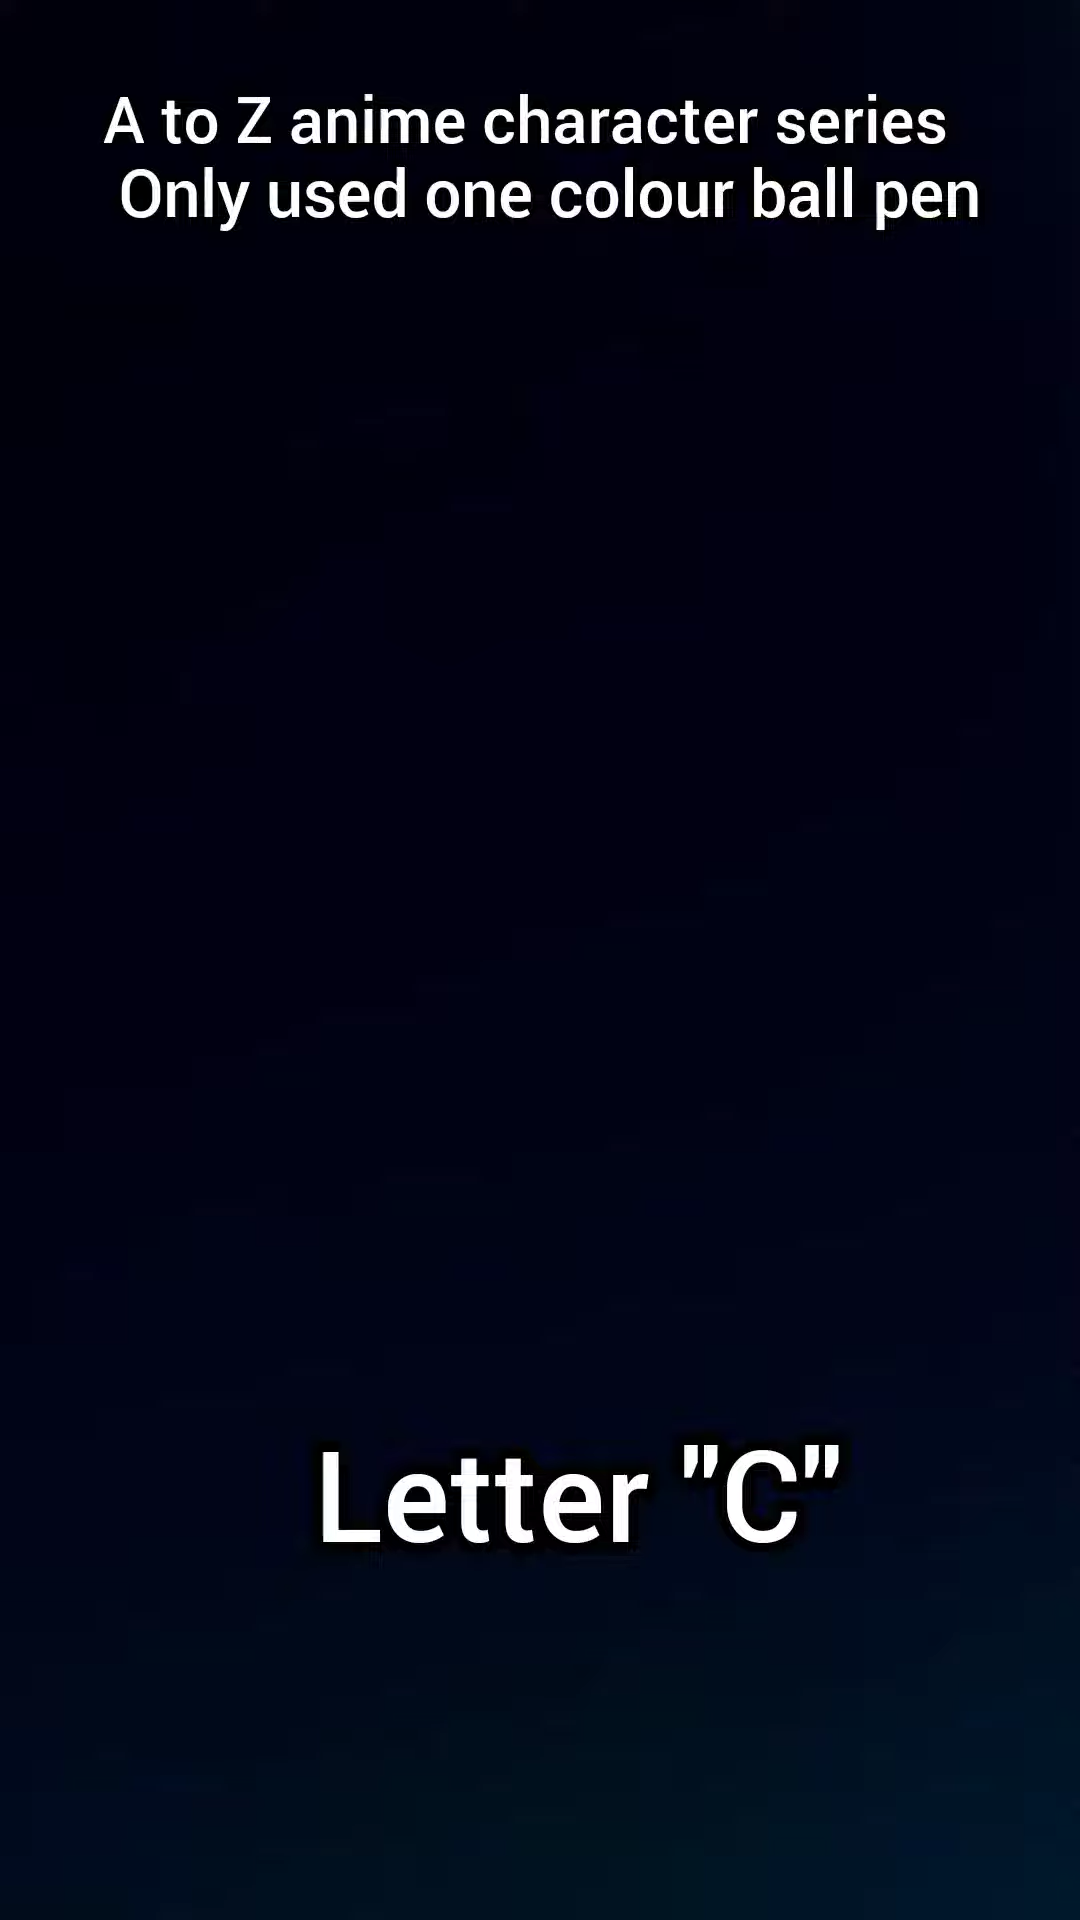 A to Z anime character series
Only used one colour ball pen
Letter "C"